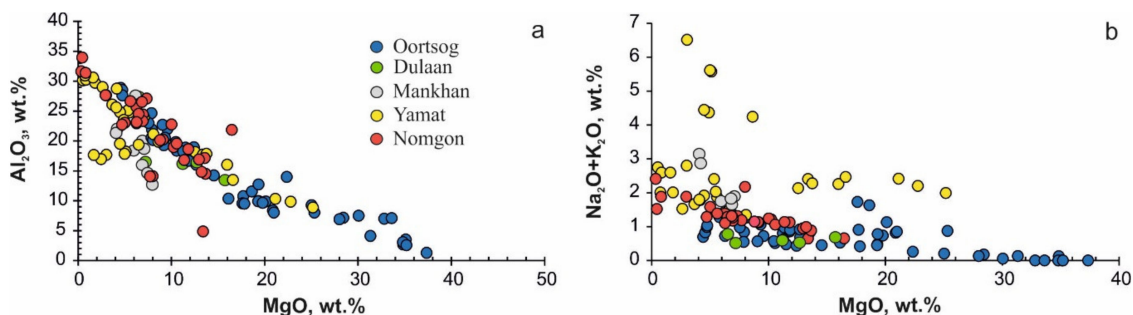 a
Al₂O₃, wt.%
40
35
30
25
20
15
10
5
0
0 10 20 30 40 50
MgO, wt.%
Oortsog
Dulaan
Mankhan
Yamat
Nomgon
b
Na₂O+K₂O, wt.%
7
6
5
4
3
2
1
0
0 10 20 30 40
MgO, wt.%